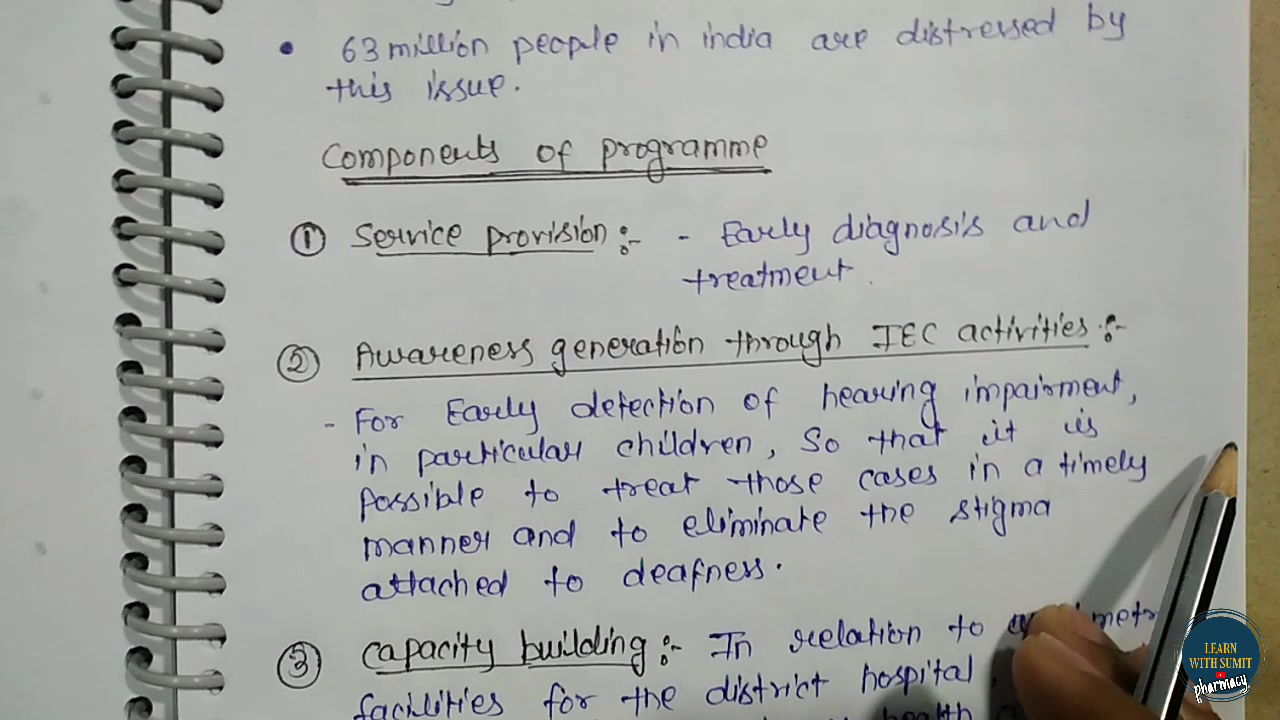 63 million people in india are distressed by
this issue.
Components of programme
① Service provision :- - Early diagnosis and
treatment.
② Awareness generation through IEC activities :-
- For Early detection of hearing impairment,
in particular children, so that it is
possible to treat those cases in a timely
manner and to eliminate the stigma
attached to deafness.
③ capacity building :- In relation to
facilities for the district hospital,
health
LEARN
WITH SUMIT
pharmacy